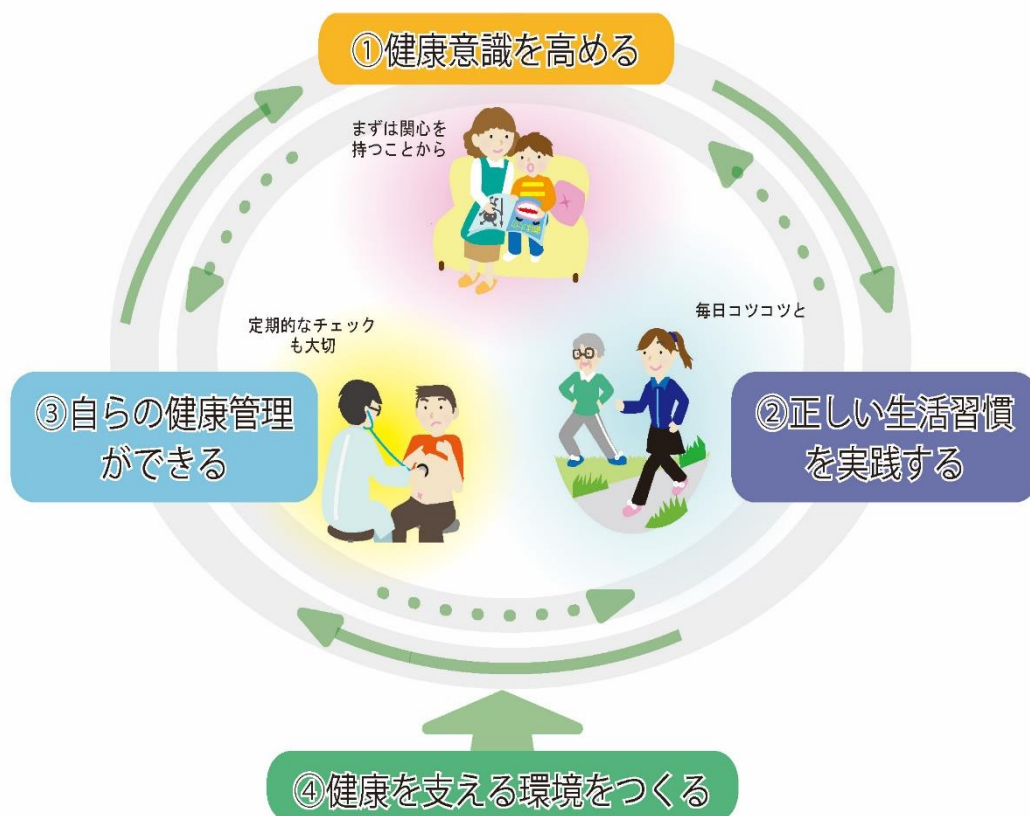 ①健康意識を高める
まずは関心を
持つことから
毎日コツコツと
定期的なチェック
も大切
③自らの健康管理
ができる
②正しい生活習慣
を実践する
④健康を支える環境をつくる